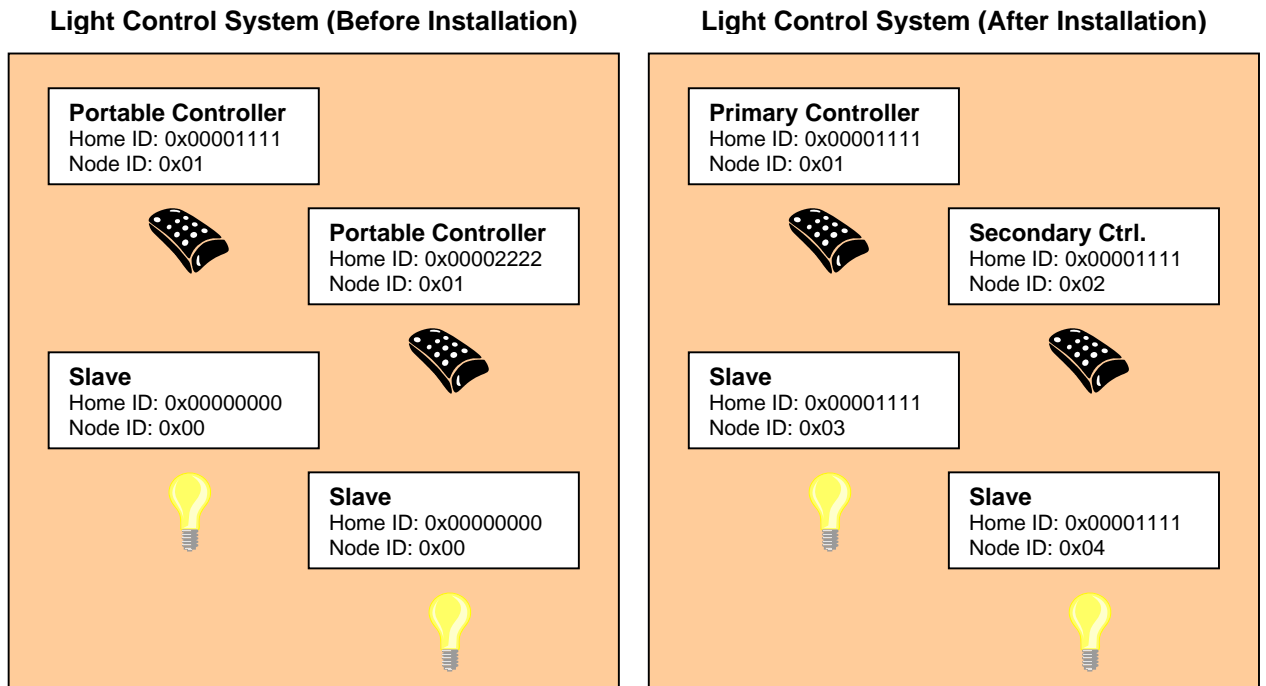 Light Control System (Before Installation)
Portable Controller
Home ID: 0x00001111
Node ID: 0x01
Portable Controller
Home ID: 0x00002222
Node ID: 0x01
Slave
Home ID: 0x00000000
Node ID: 0x00
Slave
Home ID: 0x00000000
Node ID: 0x00
Light Control System (After Installation)
Primary Controller
Home ID: 0x00001111
Node ID: 0x01
Secondary Ctrl.
Home ID: 0x00001111
Node ID: 0x02
Slave
Home ID: 0x00001111
Node ID: 0x03
Slave
Home ID: 0x00001111
Node ID: 0x04